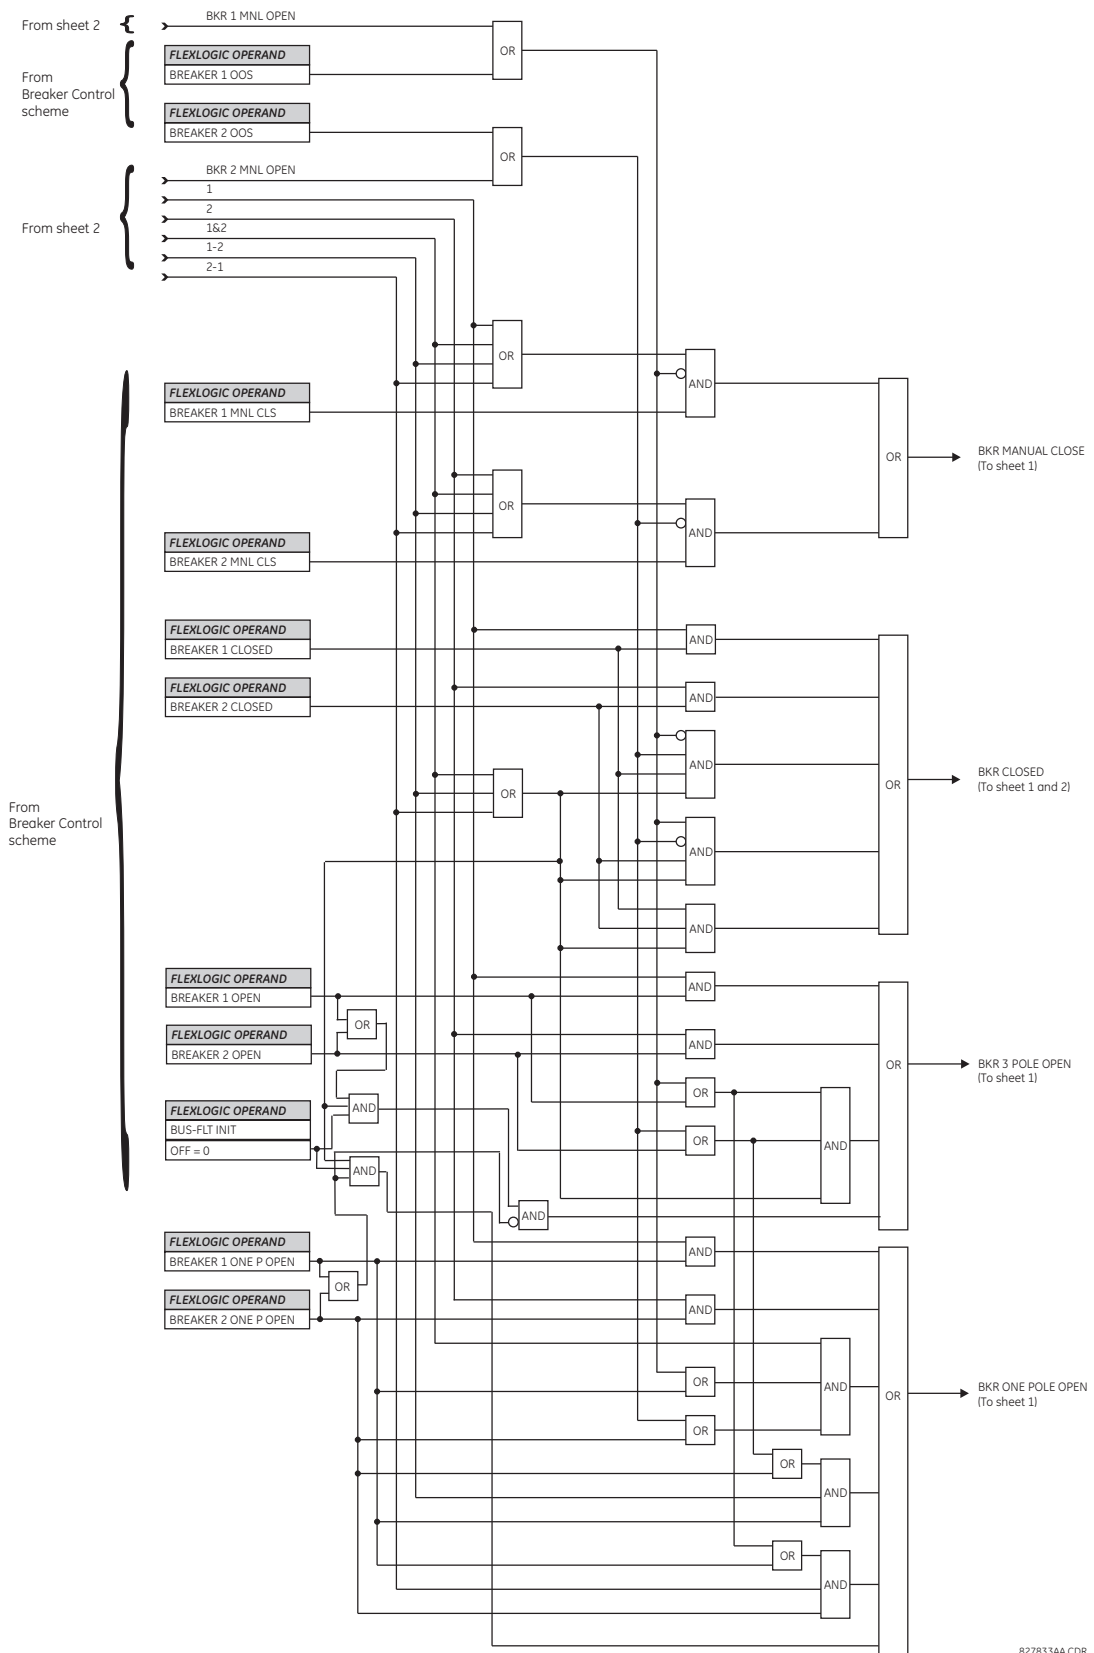 From sheet 2
BKR 1 MNL OPEN
OR
FLEXLOGIC OPERAND
BREAKER 1 OOS
From
Breaker Control
scheme
FLEXLOGIC OPERAND
BREAKER 2 OOS
OR
BKR 2 MNL OPEN
1
2
From sheet 2
1&2
1-2
2-1
OR
AND
FLEXLOGIC OPERAND
BREAKER 1 MNL CLS
OR
BKR MANUAL CLOSE
(To sheet 1)
OR
AND
FLEXLOGIC OPERAND
BREAKER 2 MNL CLS
FLEXLOGIC OPERAND
BREAKER 1 CLOSED
AND
FLEXLOGIC OPERAND
BREAKER 2 CLOSED
AND
AND
OR
OR
BKR CLOSED
(To sheet 1 and 2)
From
Breaker Control
scheme
AND
AND
FLEXLOGIC OPERAND
BREAKER 1 OPEN
AND
OR
FLEXLOGIC OPERAND
BREAKER 2 OPEN
AND
OR
BKR 3 POLE OPEN
(To sheet 1)
OR
AND
FLEXLOGIC OPERAND
BUS-FLT INIT
OFF = 0
OR
AND
AND
AND
FLEXLOGIC OPERAND
BREAKER 1 ONE P OPEN
AND
OR
FLEXLOGIC OPERAND
BREAKER 2 ONE P OPEN
AND
OR
AND
OR
BKR ONE POLE OPEN
(To sheet 1)
OR
OR
AND
OR
AND
827833AA.CDR